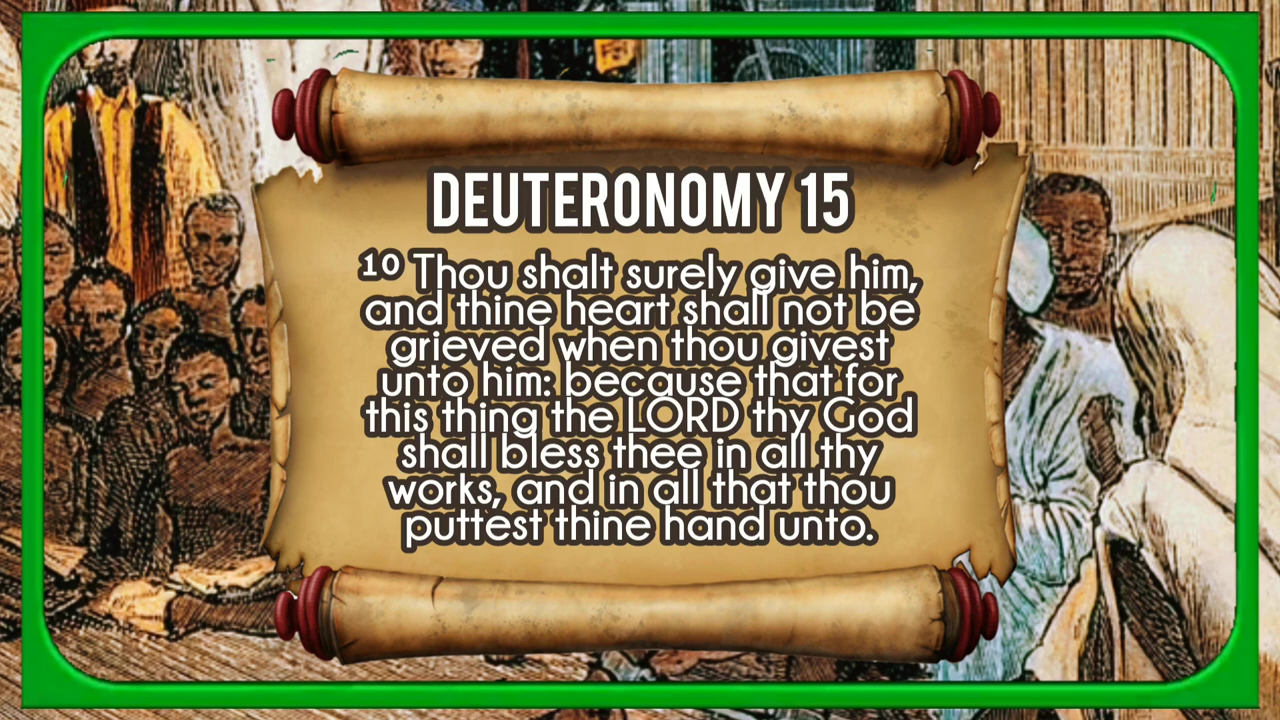 DEUTERONOMY 15
¹⁰ Thou shalt surely give him,
and thine heart shall not be
grieved when thou givest
unto him: because that for
this thing the LORD thy God
shall bless thee in all thy
works, and in all that thou
puttest thine hand unto.